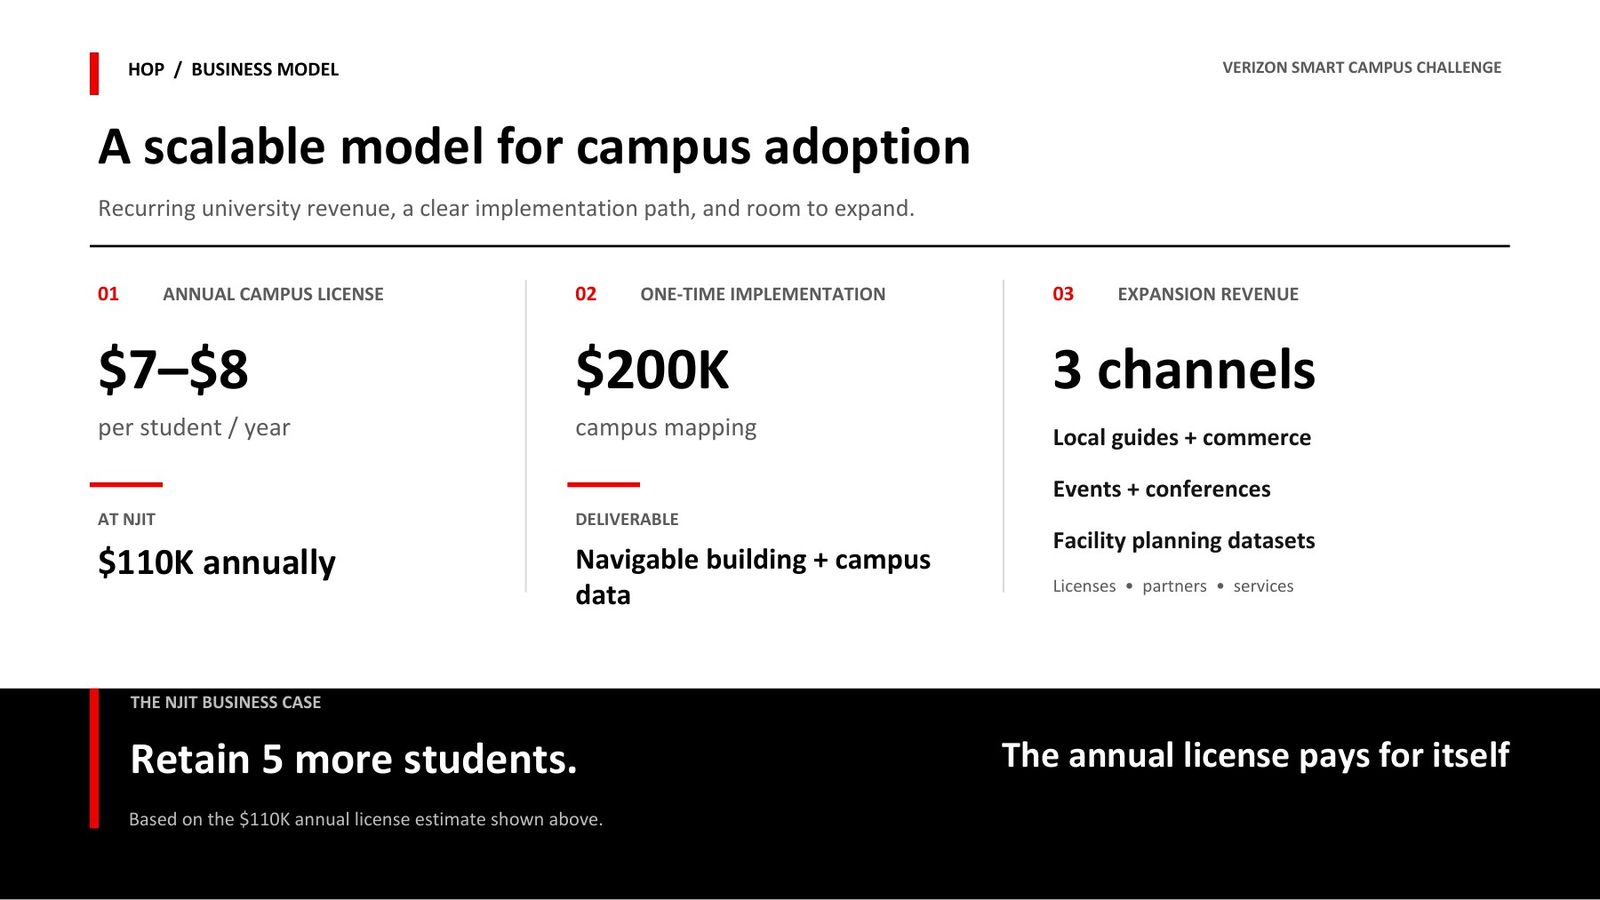 HOP / BUSINESS MODEL
VERIZON SMART CAMPUS CHALLENGE
A scalable model for campus adoption
Recurring university revenue, a clear implementation path, and room to expand.
01 ANNUAL CAMPUS LICENSE
$7–$8
per student / year
AT NJIT
$110K annually
02 ONE-TIME IMPLEMENTATION
$200K
campus mapping
DELIVERABLE
Navigable building + campus
data
03 EXPANSION REVENUE
3 channels
Local guides + commerce
Events + conferences
Facility planning datasets
Licenses • partners • services
THE NJIT BUSINESS CASE
Retain 5 more students.
Based on the $110K annual license estimate shown above.
The annual license pays for itself